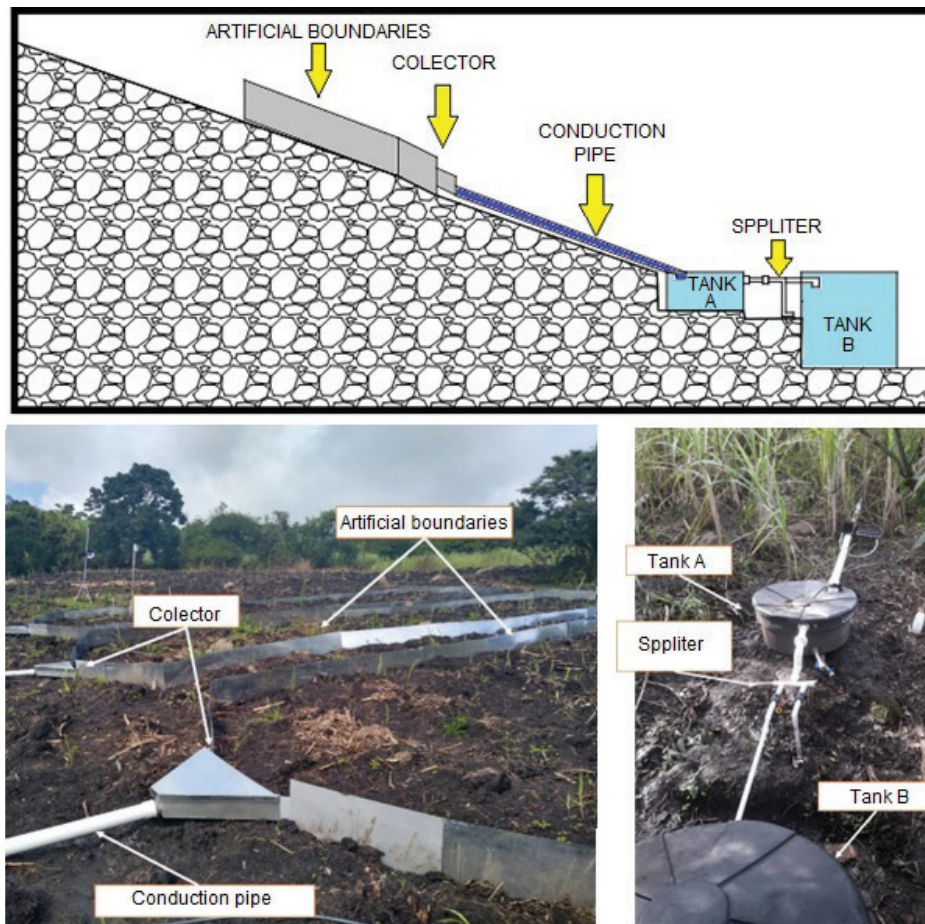 ARTIFICIAL BOUNDARIES
COLECTOR
CONDUCTION
PIPE
SPPLITER
TANK
A
TANK
B
Artificial boundaries
Colector
Conduction pipe
Tank A
Sppliter
Tank B